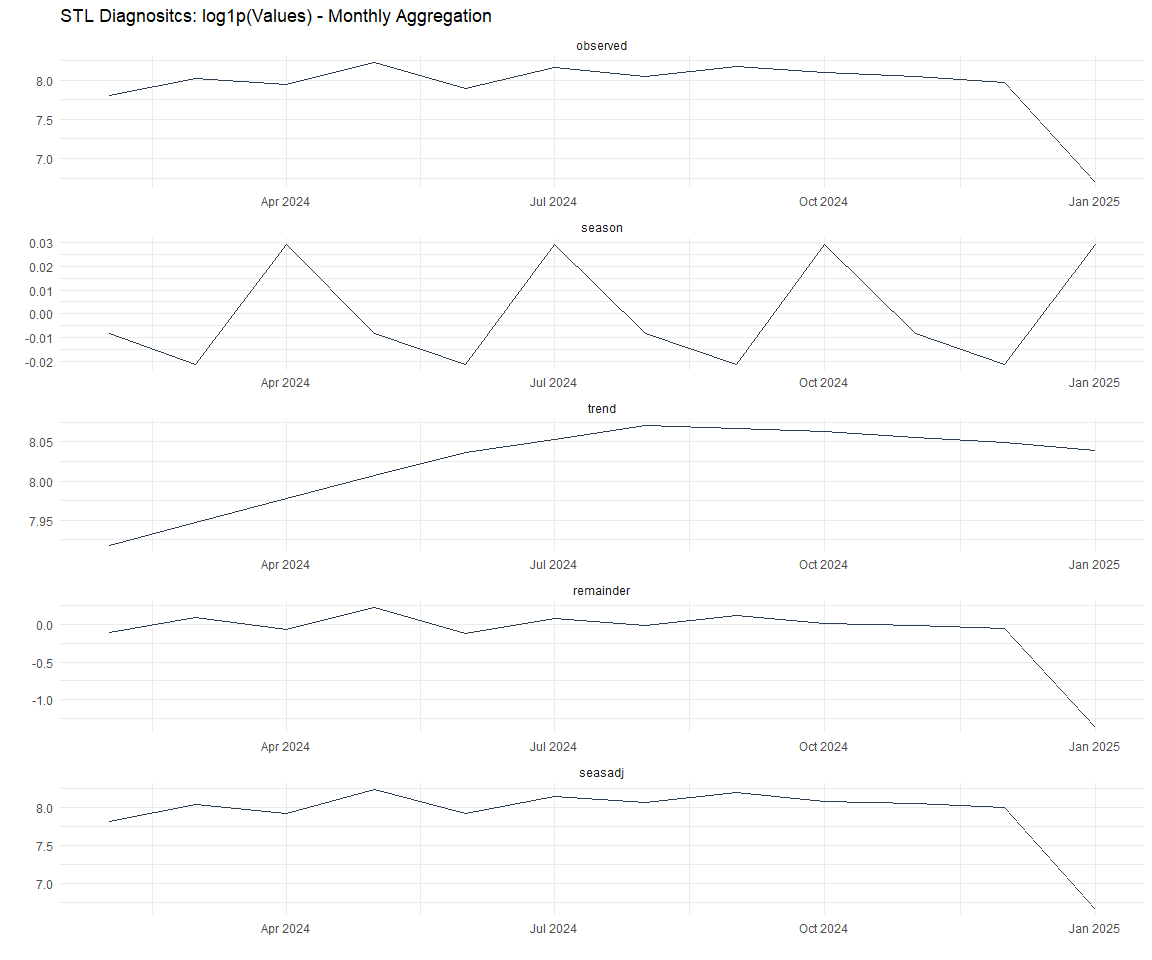 STL Diagnositcs: log1p(Values) - Monthly Aggregation
observed
8.0
7.5
7.0
Apr 2024 Jul 2024 Oct 2024 Jan 2025
season
0.03
0.02
0.01
0.00
-0.01
-0.02
Apr 2024 Jul 2024 Oct 2024 Jan 2025
trend
8.05
8.00
7.95
Apr 2024 Jul 2024 Oct 2024 Jan 2025
remainder
0.0
-0.5
-1.0
Apr 2024 Jul 2024 Oct 2024 Jan 2025
seasadj
8.0
7.5
7.0
Apr 2024 Jul 2024 Oct 2024 Jan 2025